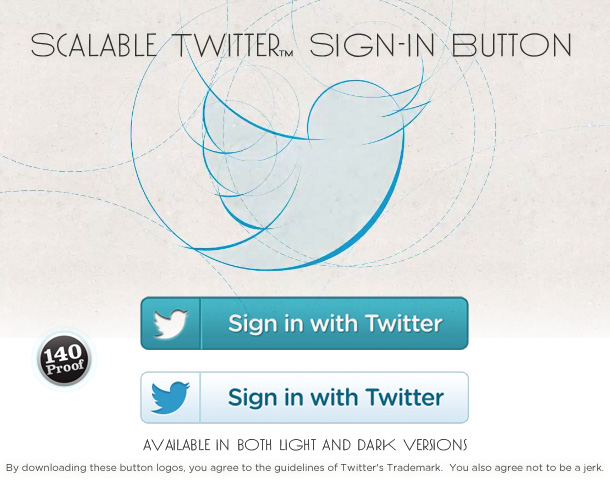 SCALABLE TWITTER™ SIGN-IN BUTTON
Sign in with Twitter
140
Proof
Sign in with Twitter
AVAILABLE IN BOTH LIGHT AND DARK VERSIONS
By downloading these button logos, you agree to the guidelines of Twitter's Trademark. You also agree not to be a jerk.